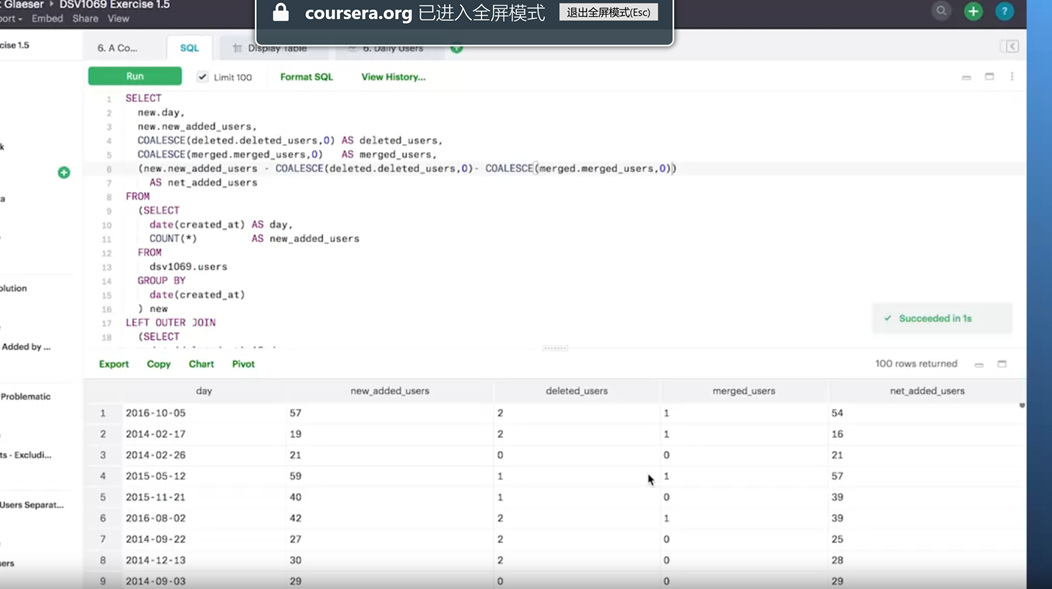 t Glaeser ▸ DSV1069 Exercise 1.5
port Embed Share View
coursera.org 已进入全屏模式 退出全屏模式(Esc)
cise 1.5
6. A Co... SQL Display Table 6. Daily Users
Run Limit 100 Format SQL View History...
1 SELECT
2 new.day,
3 new.new_added_users,
4 COALESCE(deleted.deleted_users,0) AS deleted_users,
5 COALESCE(merged.merged_users,0) AS merged_users,
6 (new.new_added_users - COALESCE(deleted.deleted_users,0)- COALESCE(merged.merged_users,0))
7 AS net_added_users
8 FROM
9 (SELECT
10 date(created_at) AS day,
11 COUNT(*) AS new_added_users
12 FROM
13 dsv1069.users
14 GROUP BY
15 date(created_at)
16 ) new
17 LEFT OUTER JOIN
18 (SELECT
k
ta
olution
Added by ...
Problematic
ts - Excludi...
Users Separat...
sers
Succeeded in 1s
Export Copy Chart Pivot 100 rows returned
day new_added_users deleted_users merged_users net_added_users
1 2016-10-05 57 2 1 54
2 2014-02-17 19 2 1 16
3 2014-02-26 21 0 0 21
4 2015-05-12 59 1 1 57
5 2015-11-21 40 1 0 39
6 2016-08-02 42 2 1 39
7 2014-09-22 27 2 0 25
8 2014-12-13 30 2 0 28
9 2014-09-03 29 0 0 29